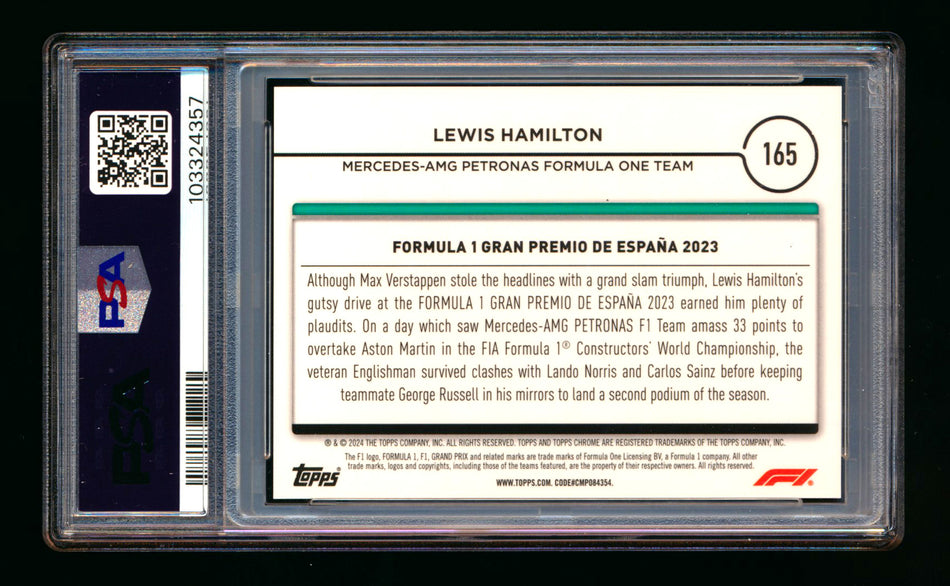 103324357
PSA
PSA
LEWIS HAMILTON
165
MERCEDES-AMG PETRONAS FORMULA ONE TEAM
FORMULA 1 GRAN PREMIO DE ESPAÑA 2023
Although Max Verstappen stole the headlines with a grand slam triumph, Lewis Hamilton's
gutsy drive at the FORMULA 1 GRAN PREMIO DE ESPAÑA 2023 earned him plenty of
plaudits. On a day which saw Mercedes-AMG PETRONAS F1 Team amass 33 points to
overtake Aston Martin in the FIA Formula 1® Constructors' World Championship, the
veteran Englishman survived clashes with Lando Norris and Carlos Sainz before keeping
teammate George Russell in his mirrors to land a second podium of the season.
® & © 2024 THE TOPPS COMPANY, INC. ALL RIGHTS RESERVED. TOPPS AND TOPPS CHROME ARE REGISTERED TRADEMARKS OF THE TOPPS COMPANY, INC.
The F1 logo, FORMULA 1, F1, GRAND PRIX and related marks are trade marks of Formula One Licensing BV, a Formula 1 company. All other
trade marks, logos and copyrights, including those of the teams featured, are the property of their respective owners. All rights reserved.
Topps®
WWW.TOPPS.COM. CODE#CMP084354.
F1